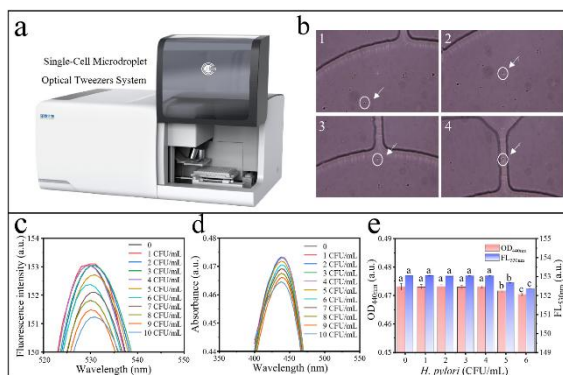 a
Single-Cell Microdroplet
Optical Tweezers System
b
1
2
3
4
c
Fluorescence intensity (a.u.)
153
152
151
150
520
530
540
550
Wavelength (nm)
0
1 CFU/mL
2 CFU/mL
3 CFU/mL
4 CFU/mL
5 CFU/mL
6 CFU/mL
7 CFU/mL
8 CFU/mL
9 CFU/mL
10 CFU/mL
d
Absorbance (a.u.)
0.48
0.47
0.46
0.45
0.44
350
400
450
500
550
Wavelength (nm)
0
1 CFU/mL
2 CFU/mL
3 CFU/mL
4 CFU/mL
5 CFU/mL
6 CFU/mL
7 CFU/mL
8 CFU/mL
9 CFU/mL
10 CFU/mL
e
OD440nm (a.u.)
0.49
0.48
0.47
0.46
0.45
a a a a a a a a a a b b c c
OD440nm
FL530nm
155
154
153
152
151
150
149
FL530nm (a.u.)
0 1 2 3 4 5 6
H. pylori (CFU/mL)